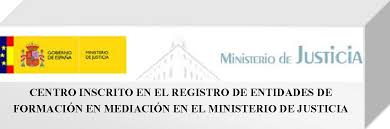 GOBIERNO DE ESPAÑA
MINISTERIO DE JUSTICIA
MINISTERIO DE JUSTICIA
CENTRO INSCRITO EN EL REGISTRO DE ENTIDADES DE
FORMACIÓN EN MEDIACIÓN EN EL MINISTERIO DE JUSTICIA